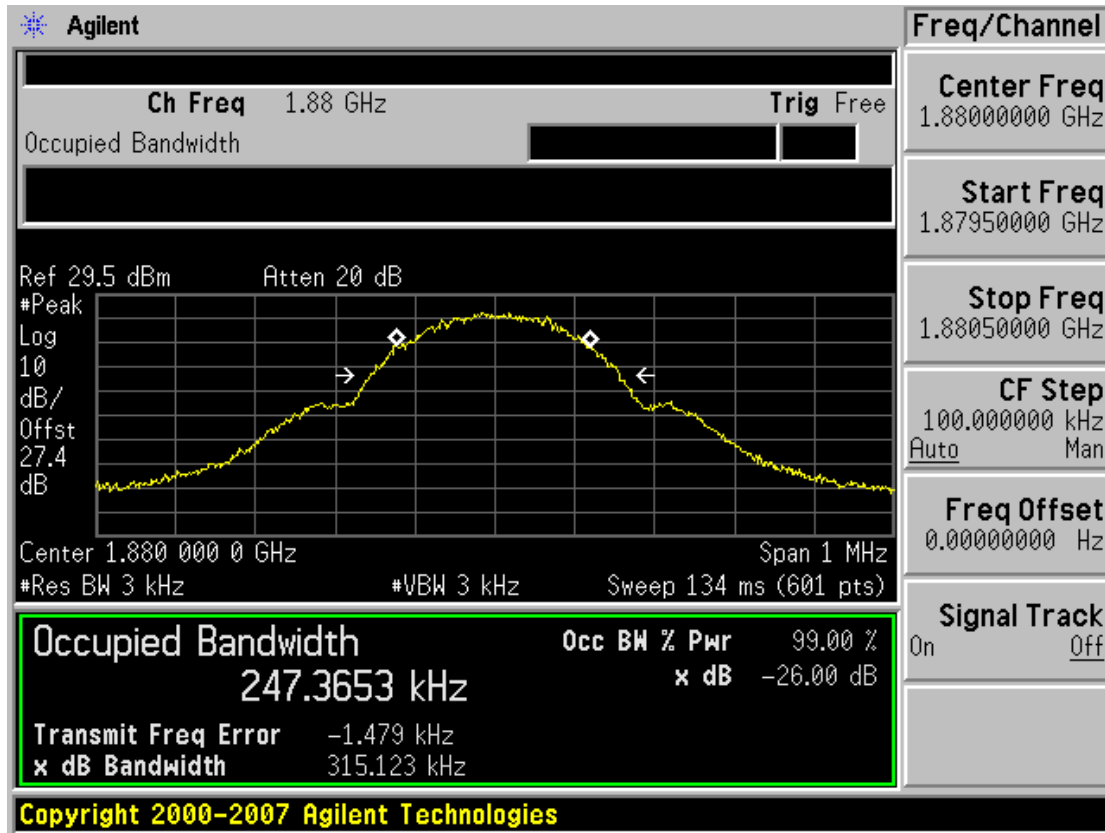 Agilent
Freq/Channel
Ch Freq 1.88 GHz Trig Free
Occupied Bandwidth
Center Freq
1.88000000 GHz
Start Freq
1.87950000 GHz
Stop Freq
1.88050000 GHz
CF Step
100.000000 kHz
Auto Man
Freq Offset
0.00000000 Hz
Signal Track
On Off
Ref 29.5 dBm Atten 20 dB
#Peak
Log
10
dB/
Offst
27.4
dB
Center 1.880 000 0 GHz Span 1 MHz
#Res BW 3 kHz #VBW 3 kHz Sweep 134 ms (601 pts)
Occupied Bandwidth
247.3653 kHz
Occ BW % Pwr 99.00 %
x dB -26.00 dB
Transmit Freq Error -1.479 kHz
x dB Bandwidth 315.123 kHz
Copyright 2000-2007 Agilent Technologies